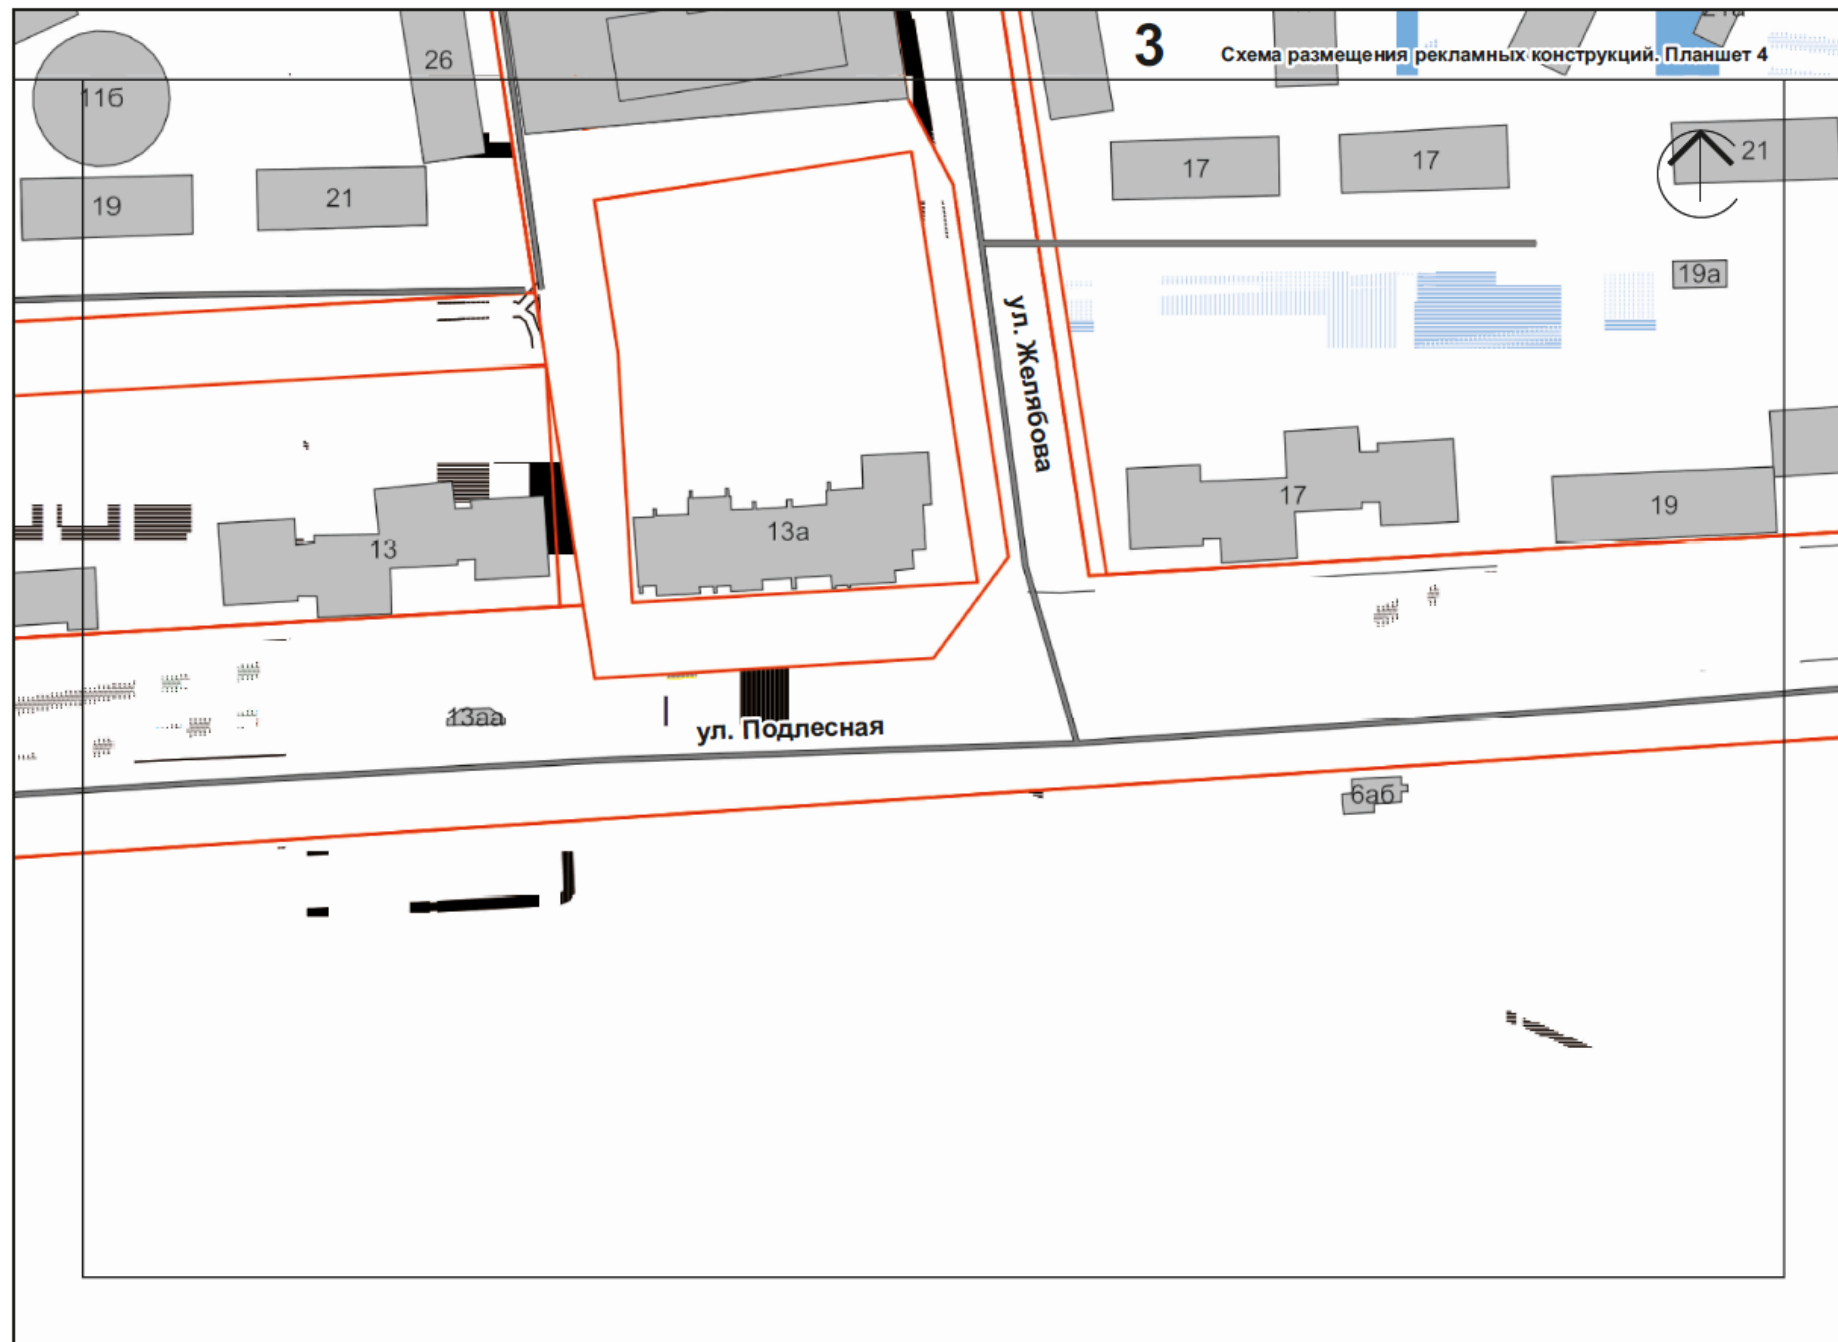 3
Схема размещения рекламных конструкций. Планшет 4
26
11б
17
17
21
19
21
19а
ул. Желябова
17
19
13а
13
13аа
ул. Подлесная
6аб